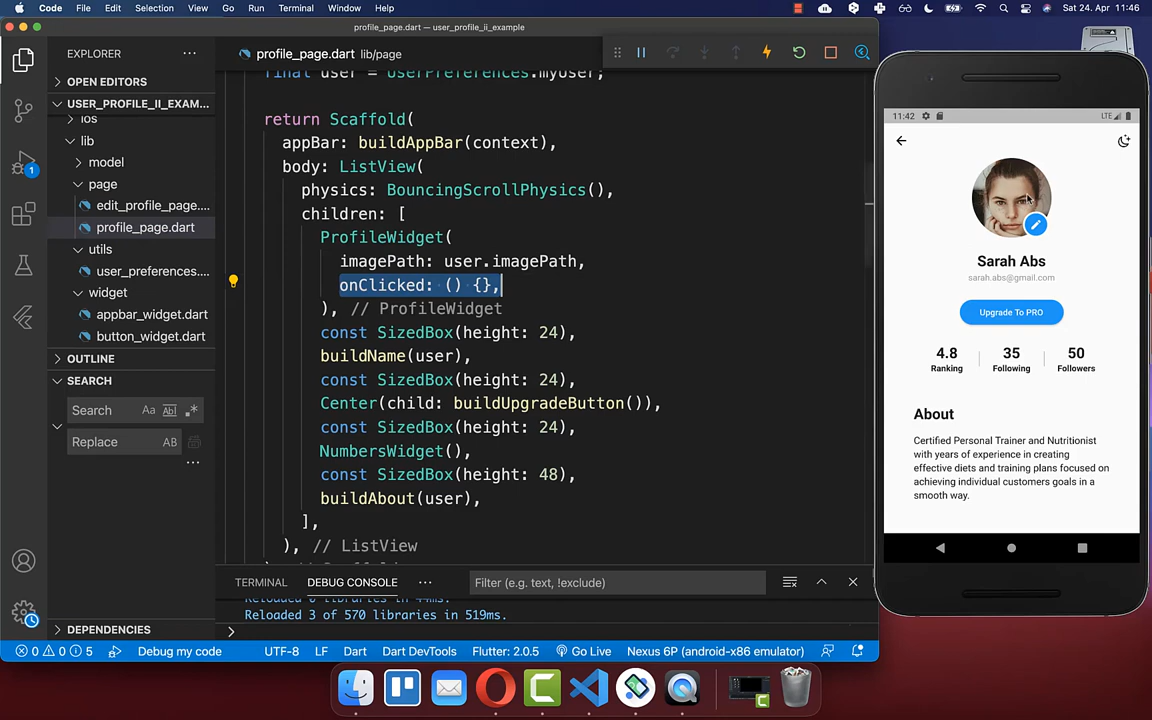 Code File Edit Selection View Go Run Terminal Window Help
Sat 24. Apr 11:46
profile_page.dart — user_profile_ii_example
EXPLORER
OPEN EDITORS
USER_PROFILE_II_EXAM...
ios
lib
model
page
edit_profile_page....
profile_page.dart
utils
user_preferences....
widget
appbar_widget.dart
button_widget.dart
OUTLINE
SEARCH
Search
Replace
DEPENDENCIES
1
profile_page.dart lib/page
final user = UserPreferences.myUser;
return Scaffold(
appBar: buildAppBar(context),
body: ListView(
physics: BouncingScrollPhysics(),
children: [
ProfileWidget(
imagePath: user.imagePath,
onClicked: () {},
), // ProfileWidget
const SizedBox(height: 24),
buildName(user),
const SizedBox(height: 24),
Center(child: buildUpgradeButton()),
const SizedBox(height: 24),
NumbersWidget(),
const SizedBox(height: 48),
buildAbout(user),
],
), // ListView
TERMINAL DEBUG CONSOLE
Filter (e.g. text, !exclude)
Reloaded 3 of 570 libraries in 519ms.
0 0 5 Debug my code UTF-8 LF Dart Dart DevTools Flutter: 2.0.5 Go Live Nexus 6P (android-x86 emulator)
11:42
LTE
Sarah Abs
sarah.abs@gmail.com
Upgrade To PRO
4.8 35 50
Ranking Following Followers
About
Certified Personal Trainer and Nutritionist
with years of experience in creating
effective diets and training plans focused on
achieving individual customers goals in a
smooth way.